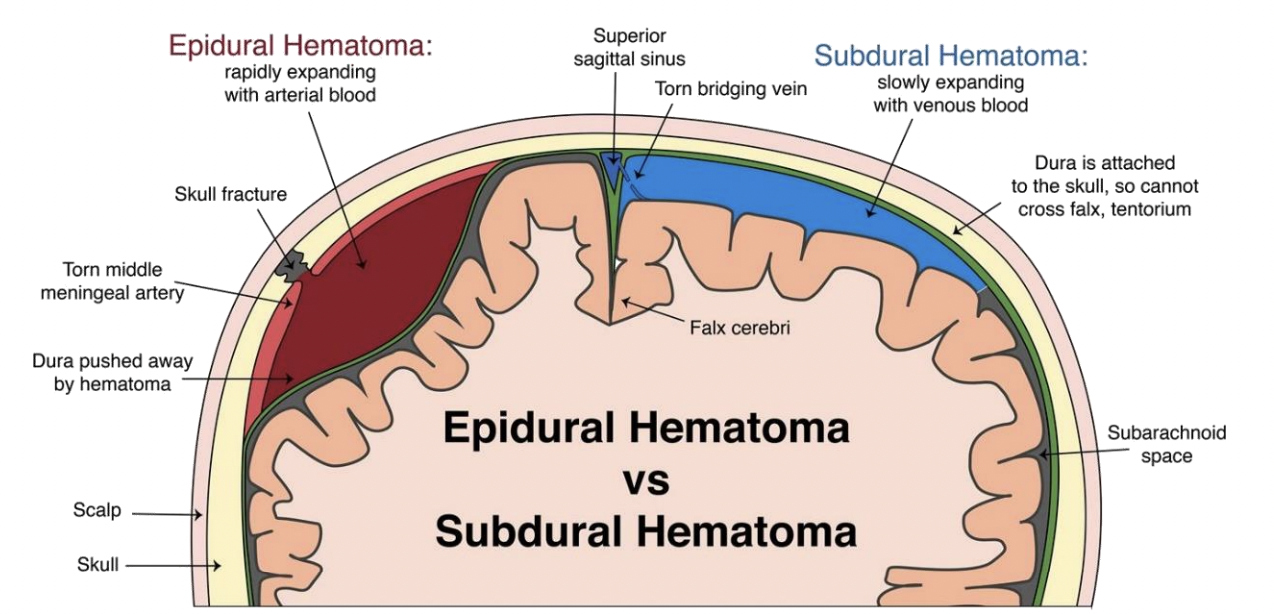 Epidural Hematoma:
rapidly expanding
with arterial blood
Superior
sagittal sinus
Torn bridging vein
Subdural Hematoma:
slowly expanding
with venous blood
Dura is attached
to the skull, so cannot
cross falx, tentorium
Skull fracture
Torn middle
meningeal artery
Dura pushed away
by hematoma
Falx cerebri
Epidural Hematoma
vs
Subdural Hematoma
Subarachnoid
space
Scalp
Skull